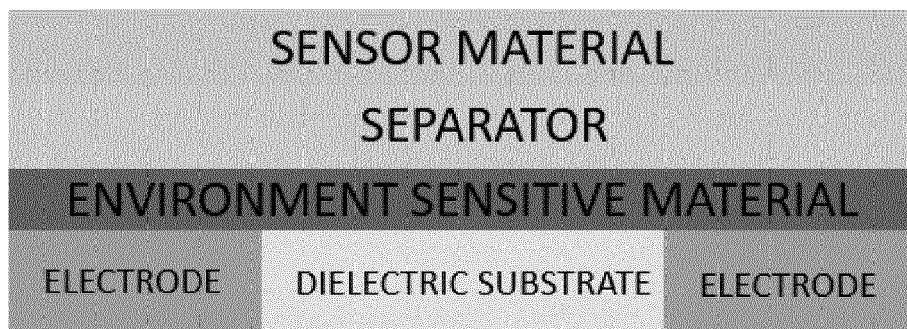 SENSOR MATERIAL
SEPARATOR
ENVIRONMENT SENSITIVE MATERIAL
ELECTRODE DIELECTRIC SUBSTRATE ELECTRODE